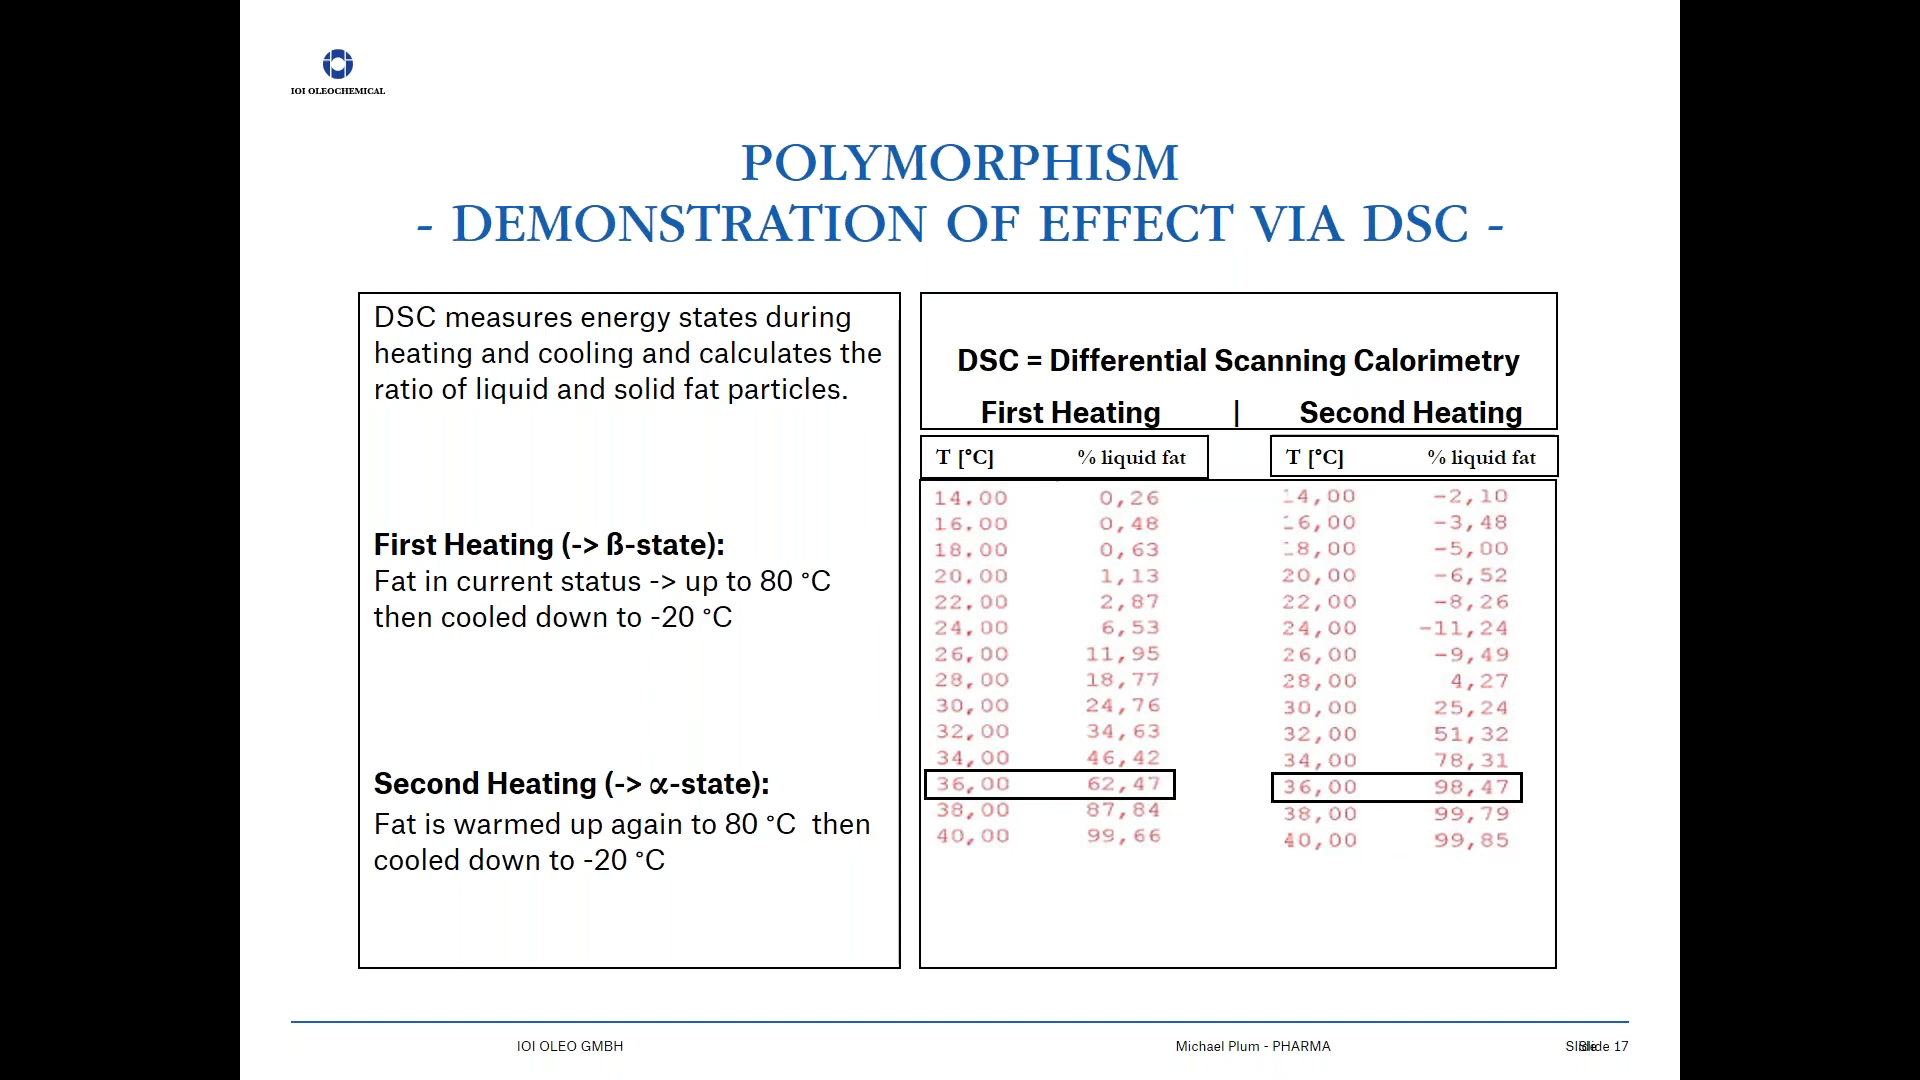 IOI OLEOCHEMICAL
POLYMORPHISM
- DEMONSTRATION OF EFFECT VIA DSC -
DSC measures energy states during
heating and cooling and calculates the
ratio of liquid and solid fat particles.
First Heating (-> ß-state):
Fat in current status -> up to 80 °C
then cooled down to -20 °C
Second Heating (-> α-state):
Fat is warmed up again to 80 °C then
cooled down to -20 °C
DSC = Differential Scanning Calorimetry
First Heating | Second Heating
T [°C] % liquid fat T [°C] % liquid fat
14,00 0,26 14,00 -2,10
16,00 0,48 16,00 -3,48
18,00 0,63 18,00 -5,00
20,00 1,13 20,00 -6,52
22,00 2,87 22,00 -8,26
24,00 6,53 24,00 -11,24
26,00 11,95 26,00 -9,49
28,00 18,77 28,00 4,27
30,00 24,76 30,00 25,24
32,00 34,63 32,00 51,32
34,00 46,42 34,00 78,31
36,00 62,47 36,00 98,47
38,00 87,84 38,00 99,79
40,00 99,66 40,00 99,85
IOI OLEO GMBH Michael Plum - PHARMA Slide 17